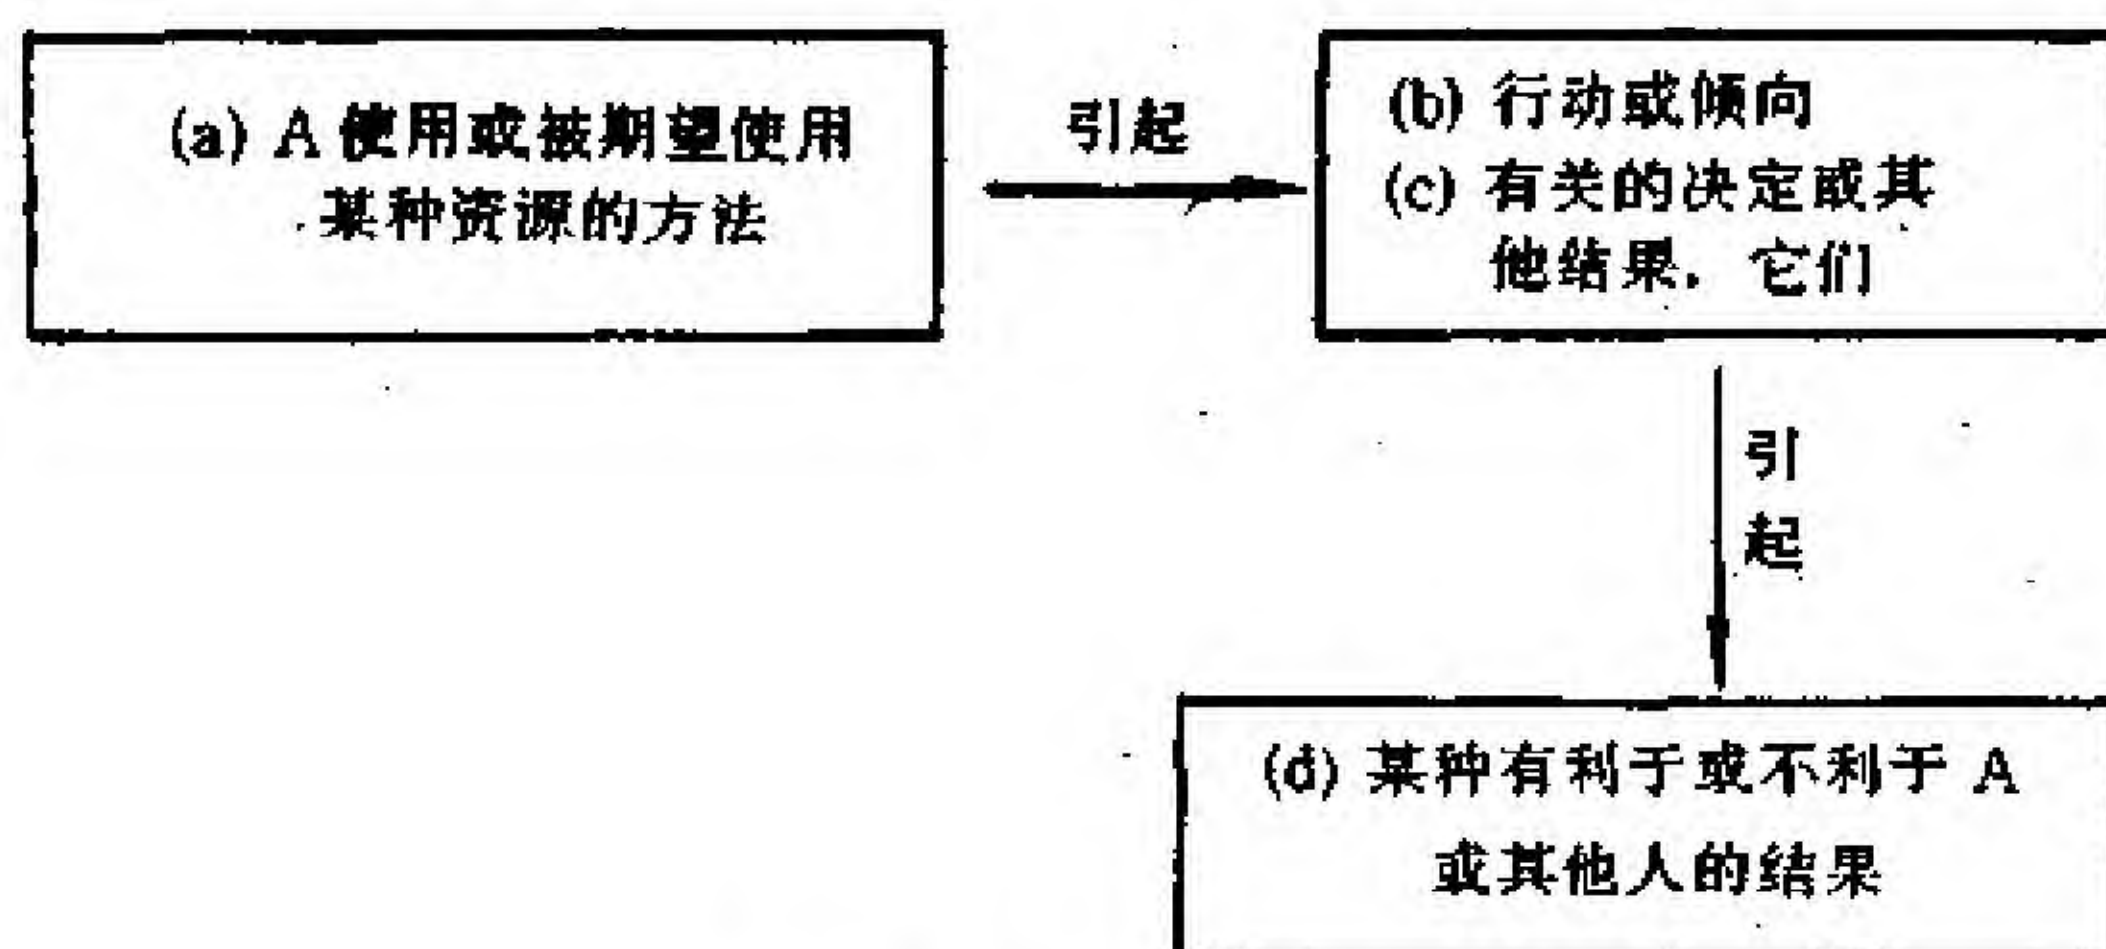 (a) A 使用或被期望使用
某种资源的方法
引起
(b) 行动或倾向
(c) 有关的决定或其
他结果，它们
引
起
(d) 某种有利于或不利于 A
或其他人的结果